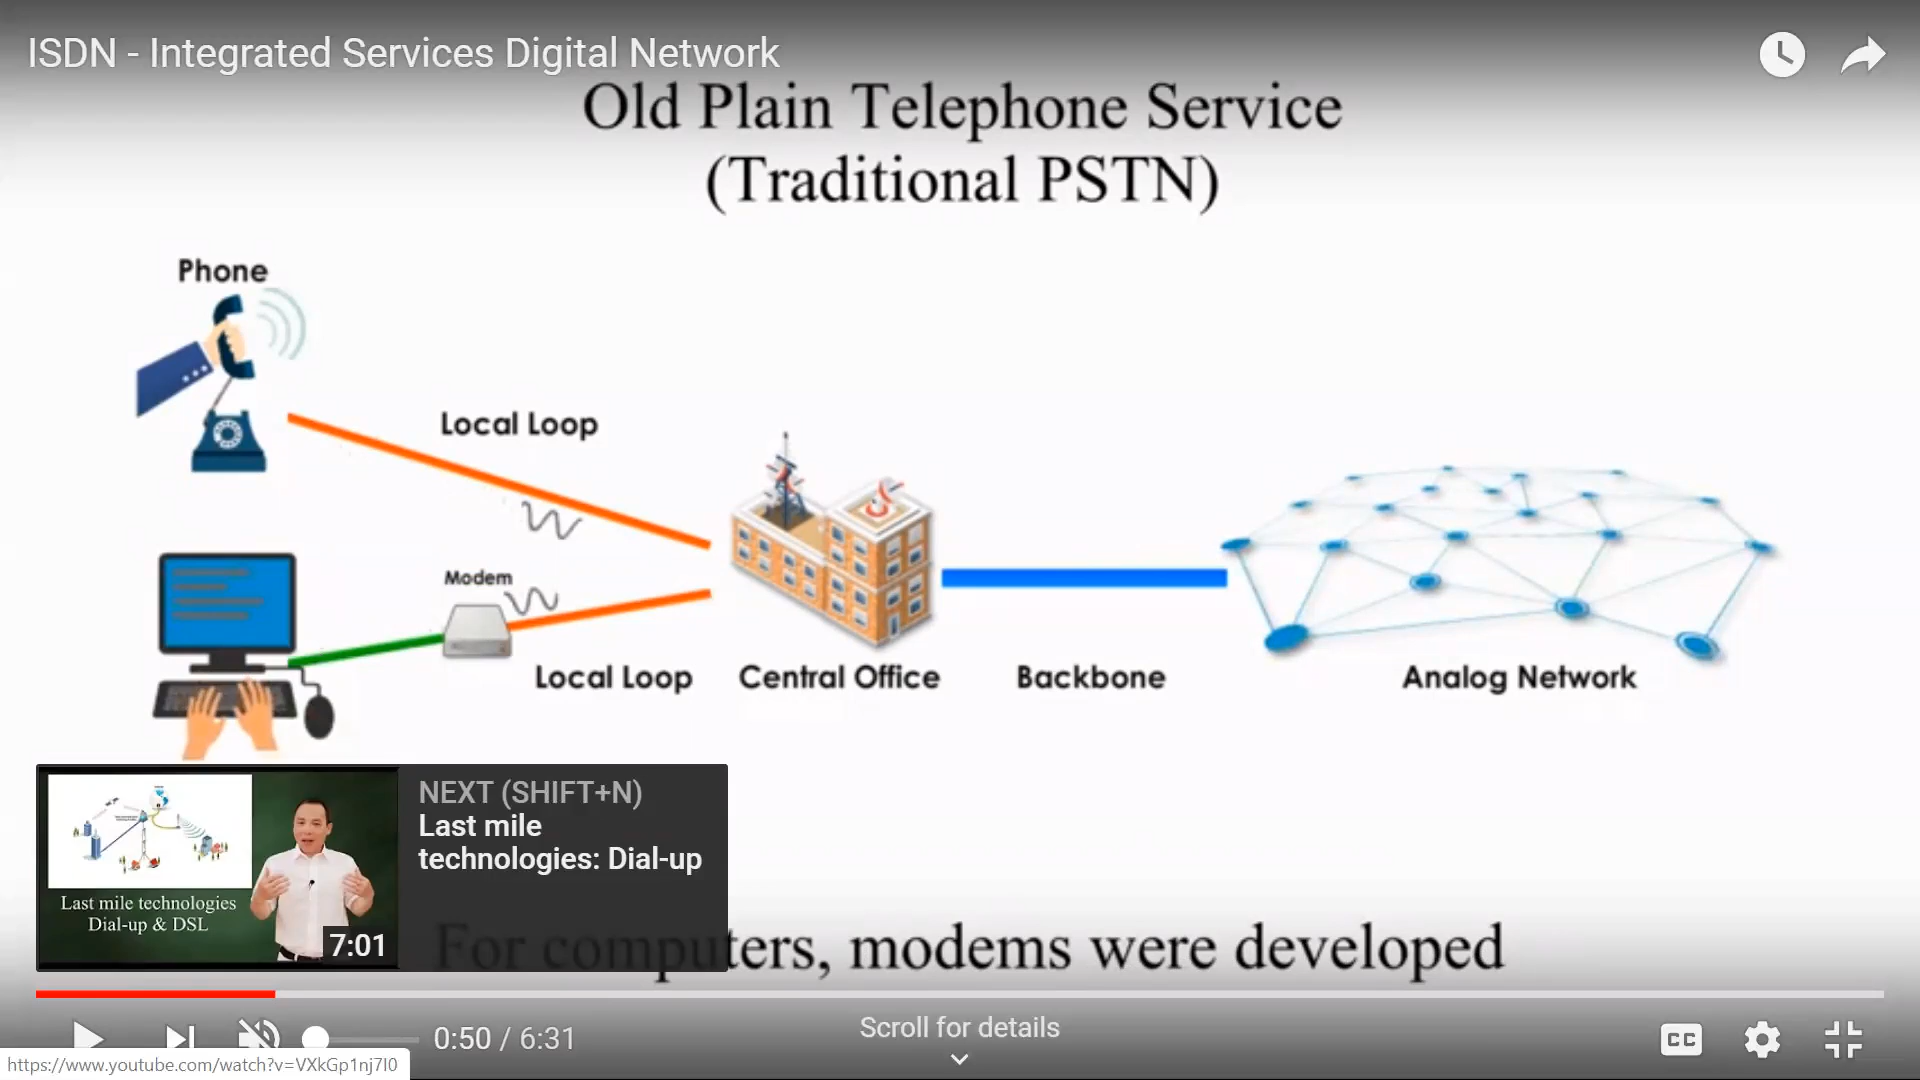 ISDN - Integrated Services Digital Network
Old Plain Telephone Service
(Traditional PSTN)
Phone
Local Loop
Modem
Local Loop
Central Office
Backbone
Analog Network
NEXT (SHIFT+N)
Last mile
technologies: Dial-up
Last mile technologies
Dial-up & DSL
7:01
For computers, modems were developed
0:50 / 6:31
Scroll for details
CC
https://www.youtube.com/watch?v=VXkGp1nj7I0